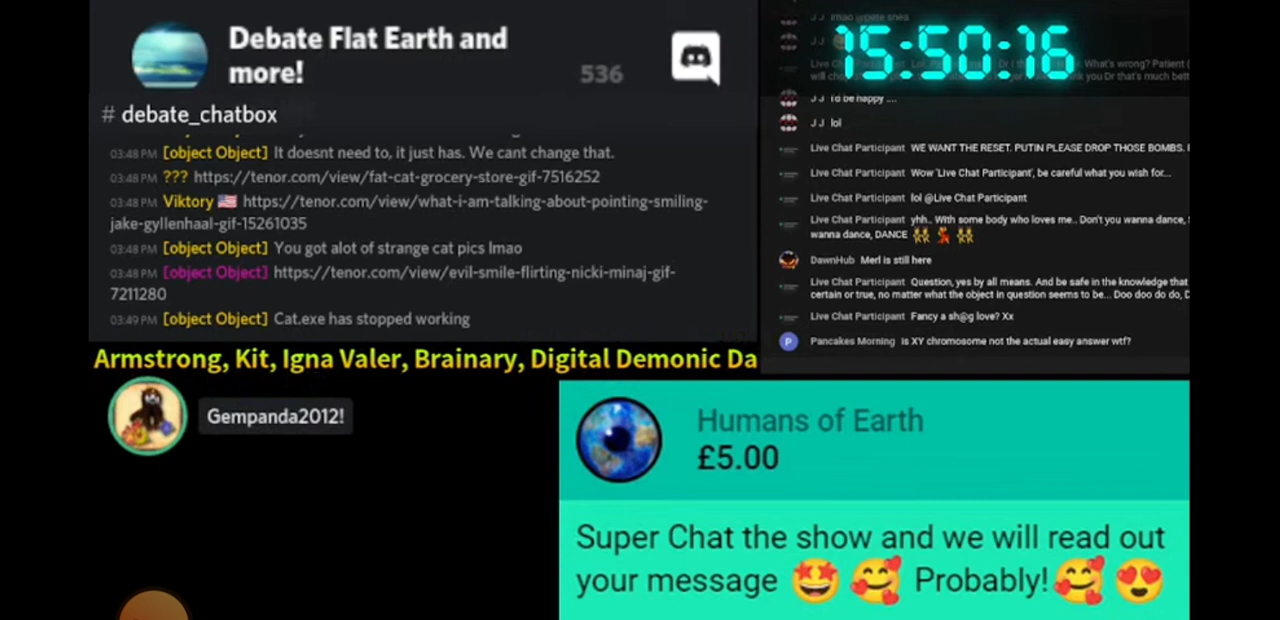 Debate Flat Earth and
more!
536
# debate_chatbox
03:48 PM [object Object] It doesnt need to, it just has. We cant change that.
03:48 PM ??? https://tenor.com/view/fat-cat-grocery-store-gif-7516252
03:48 PM Viktory 🇺🇸 https://tenor.com/view/what-i-am-talking-about-pointing-smiling-
jake-gyllenhaal-gif-15261035
03:48 PM [object Object] You got alot of strange cat pics lmao
03:48 PM [object Object] https://tenor.com/view/evil-smile-flirting-nicki-minaj-gif-
7211280
03:49 PM [object Object] Cat.exe has stopped working
Armstrong, Kit, Igna Valer, Brainary, Digital Demonic Da
Gempanda2012!
15:50:16
J J lmao @pete shea
J J
Live Chat Participant What's wrong? Patient
J J I'd be happy ....
J J lol
Live Chat Participant WE WANT THE RESET. PUTIN PLEASE DROP THOSE BOMBS.
Live Chat Participant Wow 'Live Chat Participant', be careful what you wish for...
Live Chat Participant lol @Live Chat Participant
Live Chat Participant yhh.. With some body who loves me.. Don't you wanna dance,
wanna dance, DANCE 👯 💃 👯
DawnHub Merl is still here
Live Chat Participant Question, yes by all means. And be safe in the knowledge that
certain or true, no matter what the object in question seems to be... Doo doo do do,
Live Chat Participant Fancy a sh@g love? Xx
P
Pancakes Morning is XY chromosome not the actual easy answer wtf?
Humans of Earth
£5.00
Super Chat the show and we will read out
your message 🤩 🥰 Probably! 🥰 😍